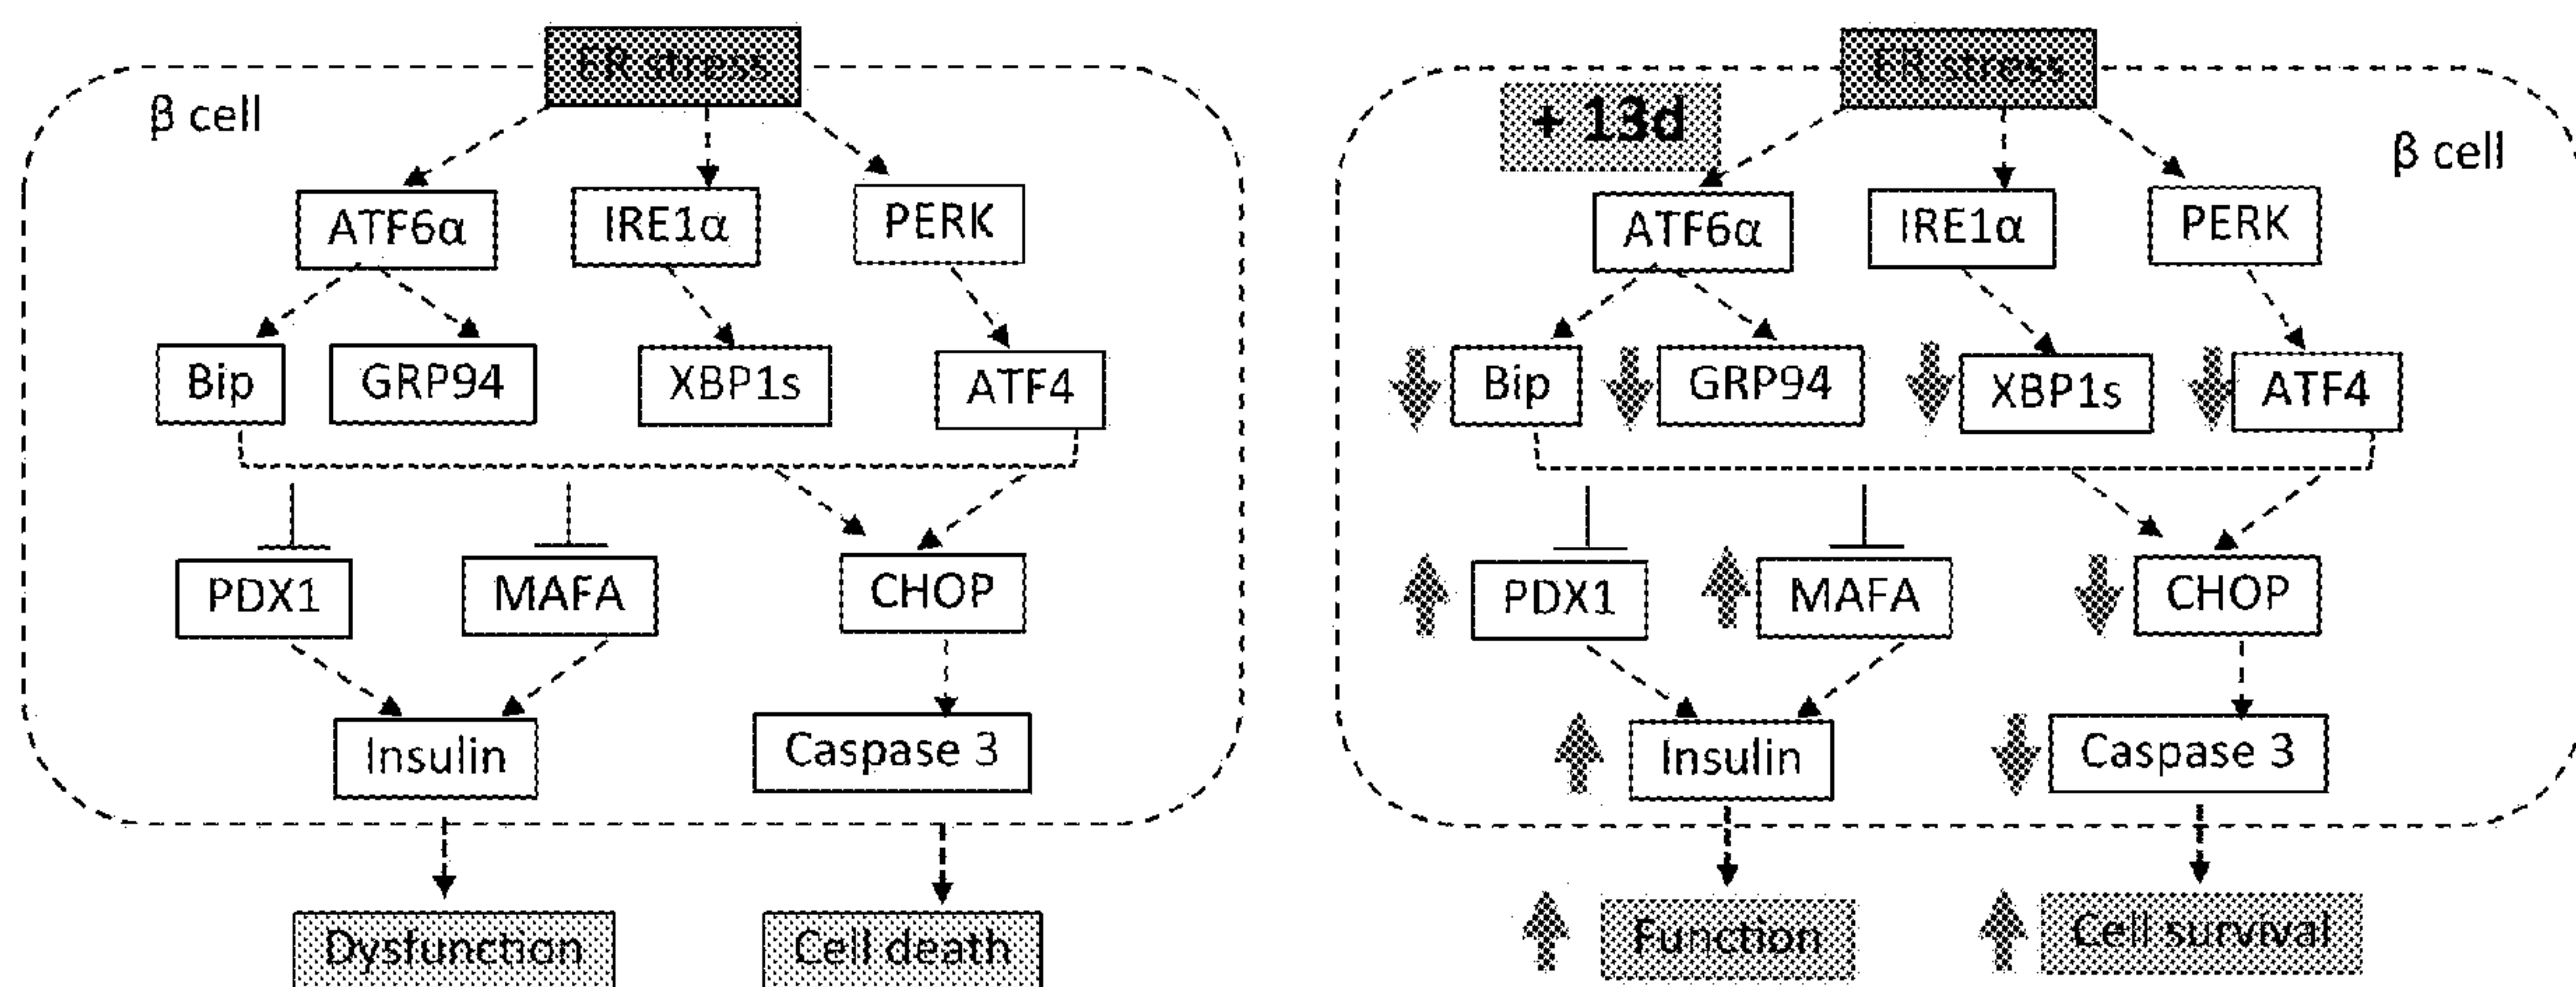 ER stress
β cell
ATF6α
IRE1α
PERK
Bip
GRP94
XBP1s
ATF4
PDX1
MAFA
CHOP
Insulin
Caspase 3
Dysfunction
Cell death
ER stress
+ 13d
β cell
ATF6α
IRE1α
PERK
Bip
GRP94
XBP1s
ATF4
PDX1
MAFA
CHOP
Insulin
Caspase 3
Function
Cell survival